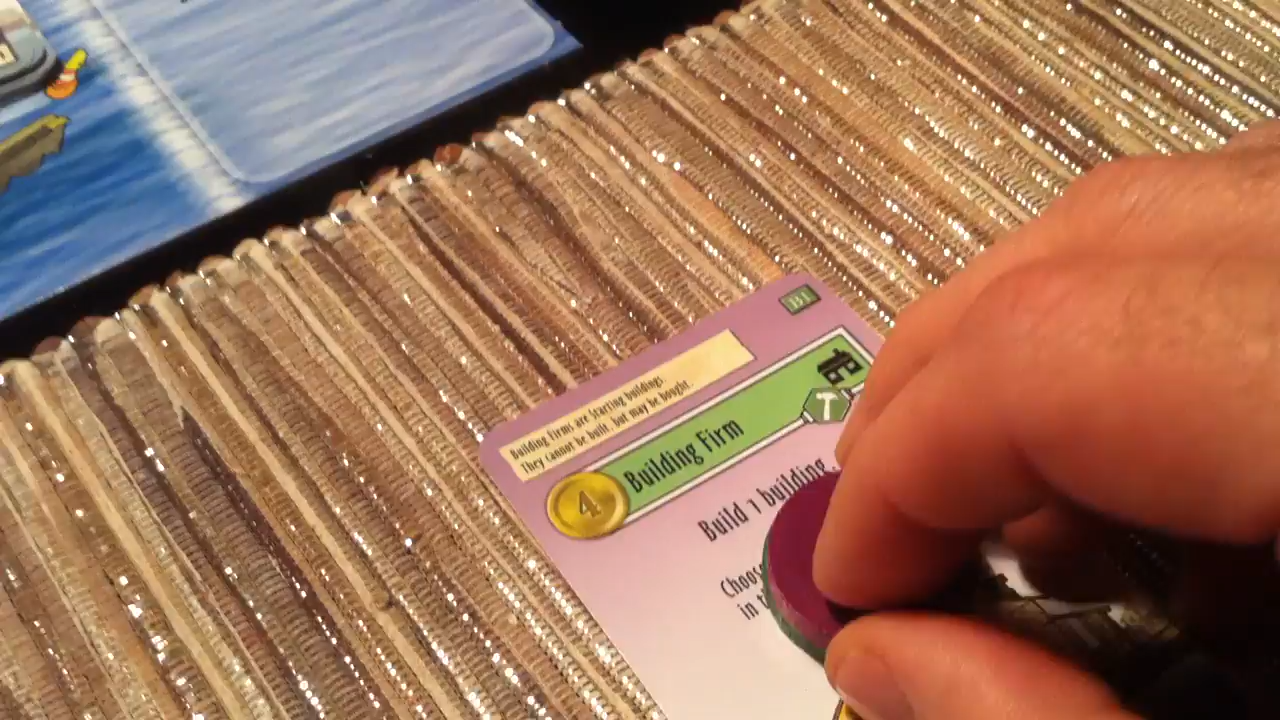 Building Firms are Starting buildings.
They cannot be built, but may be bought.
4
Building Firm
Build 1 building.
in